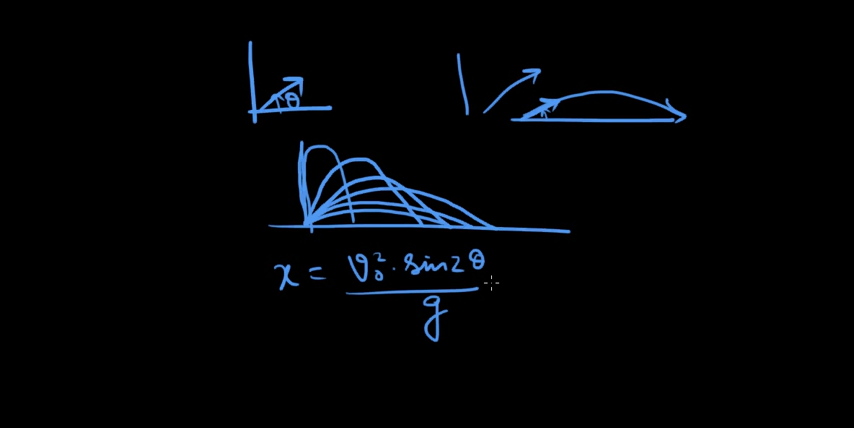 θ
x = v₀² · sin2θ
g